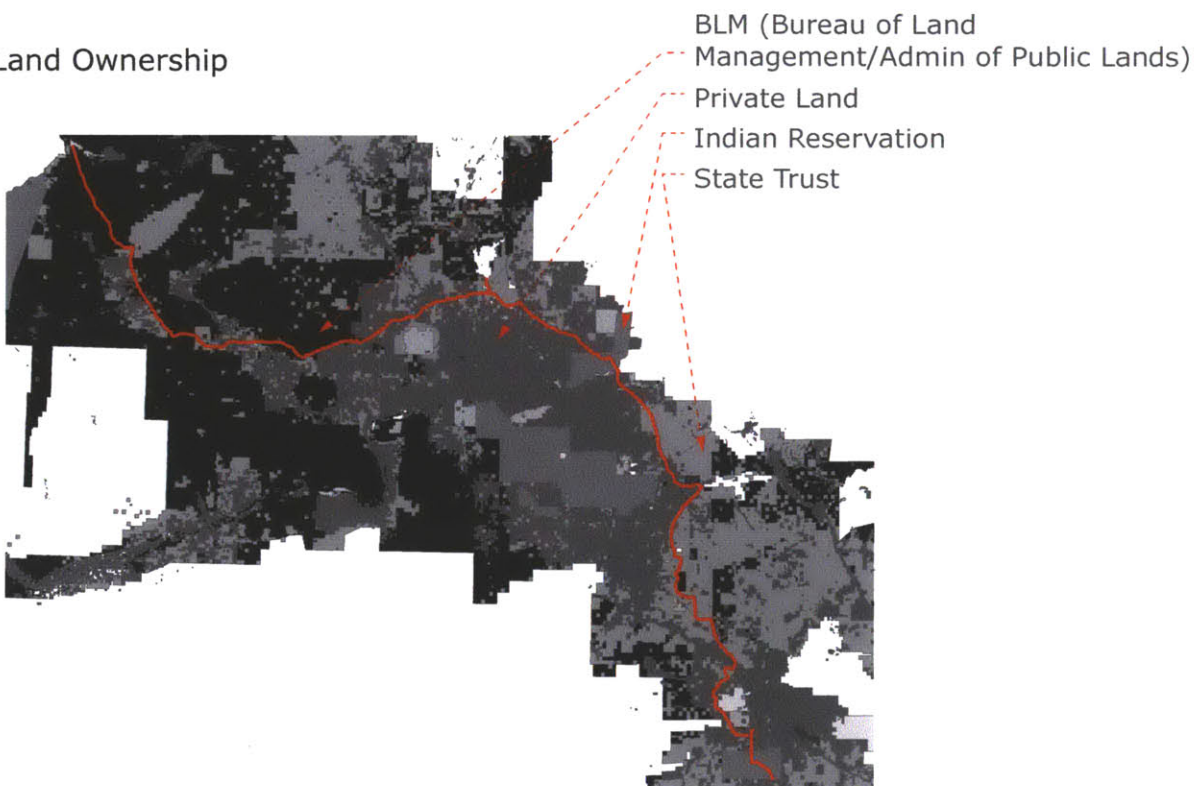 Land Ownership
BLM (Bureau of Land
Management/Admin of Public Lands)
Private Land
Indian Reservation
State Trust